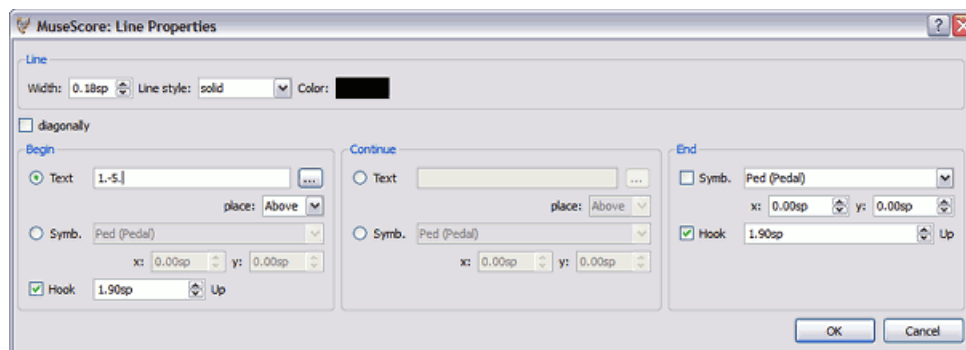 MuseScore: Line Properties
Line
Width: 0.18sp Line style: solid Color:
diagonally
Begin
Text 1.-5.
...
place: Above
Symb. Ped (Pedal)
x: 0.00sp y: 0.00sp
Hook 1.90sp Up
Continue
Text
...
place: Above
Symb. Ped (Pedal)
x: 0.00sp y: 0.00sp
End
Symb. Ped (Pedal)
x: 0.00sp y: 0.00sp
Hook 1.90sp Up
OK Cancel